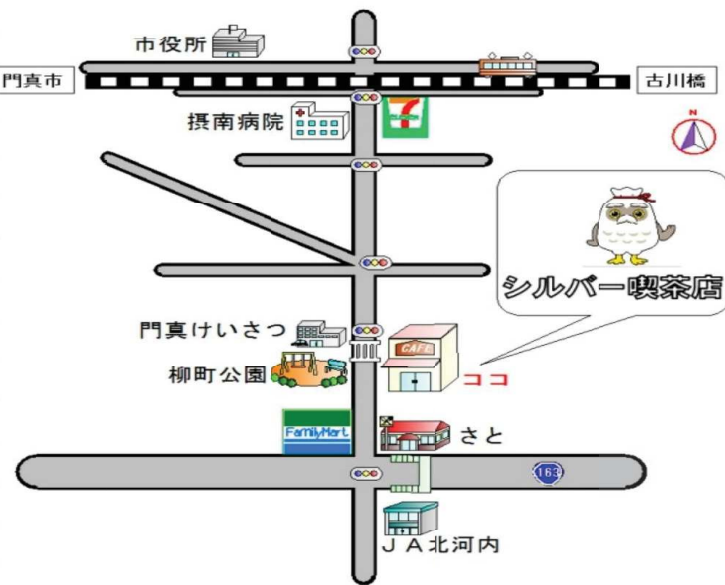 市役所
門真市
古川橋
摂南病院
7
N
シルバー喫茶店
門真けいさつ
CAFE
柳町公園
ココ
FamilyMart
さと
163
JA北河内